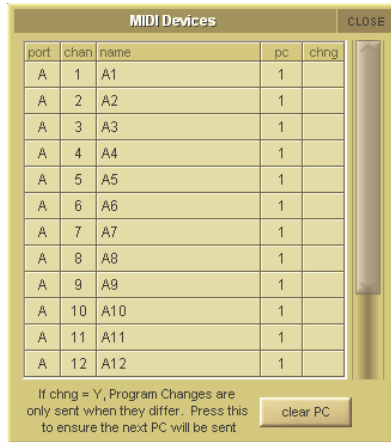 MIDI Devices CLOSE
port chan name pc chng
A 1 A1 1
A 2 A2 1
A 3 A3 1
A 4 A4 1
A 5 A5 1
A 6 A6 1
A 7 A7 1
A 8 A8 1
A 9 A9 1
A 10 A10 1
A 11 A11 1
A 12 A12 1
If chng = Y, Program Changes are
only sent when they differ. Press this
to ensure the next PC will be sent
clear PC